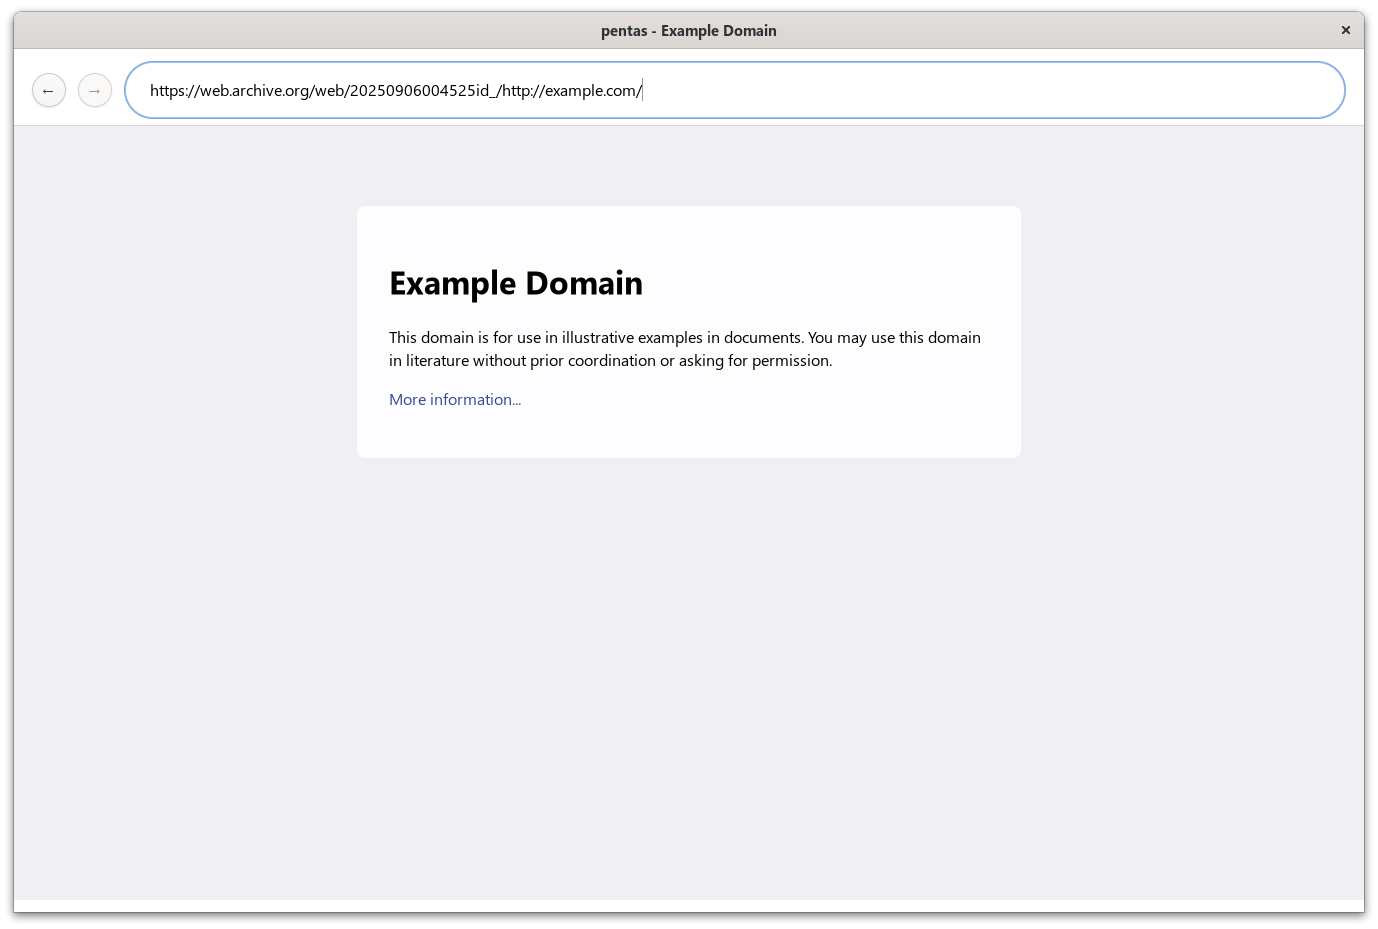 pentas - Example Domain
https://web.archive.org/web/20250906004525id_/http://example.com/
Example Domain
This domain is for use in illustrative examples in documents. You may use this domain
in literature without prior coordination or asking for permission.
More information...